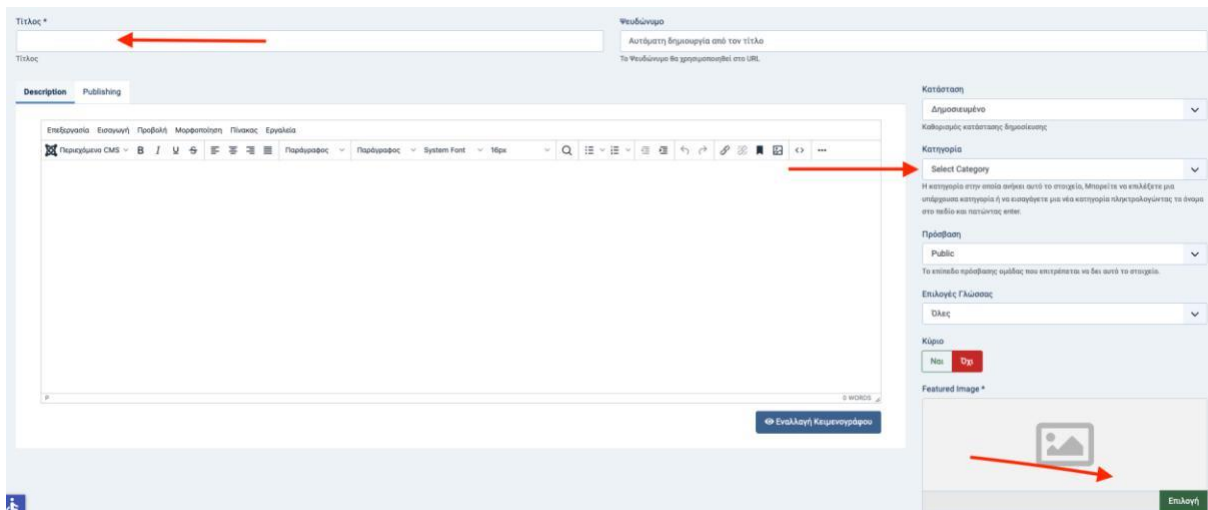 Τίτλος *
Ψευδώνυμο
Αυτόματη δημιουργία από τον τίτλο
Τίτλος
Το Ψευδώνυμο θα χρησιμοποιηθεί στο URL.
Description Publishing
Κατάσταση
Δημοσιευμένο
Καθορισμός κατάστασης δημοσίευσης
Επεξεργασία Εισαγωγή Προβολή Μορφοποίηση Πίνακας Εργαλεία
Περιεχόμενο CMS B I U S Παράγραφος Παράγραφος System Font 16px
Κατηγορία
Select Category
Η κατηγορία στην οποία ανήκει αυτό το στοιχείο, Μπορείτε να επιλέξετε μια
υπάρχουσα κατηγορία ή να εισαγάγετε μια νέα κατηγορία πληκτρολογώντας το όνομα
στο πεδίο και πατώντας enter.
Πρόσβαση
Public
Το επίπεδο πρόσβασης ομάδας που επιτρέπεται να δει αυτό το στοιχείο.
Επιλογές Γλώσσας
Όλες
Κύριο
Ναι Όχι
Featured Image *
P 0 WORDS
Εναλλαγή Κειμενογράφου
Επιλογή